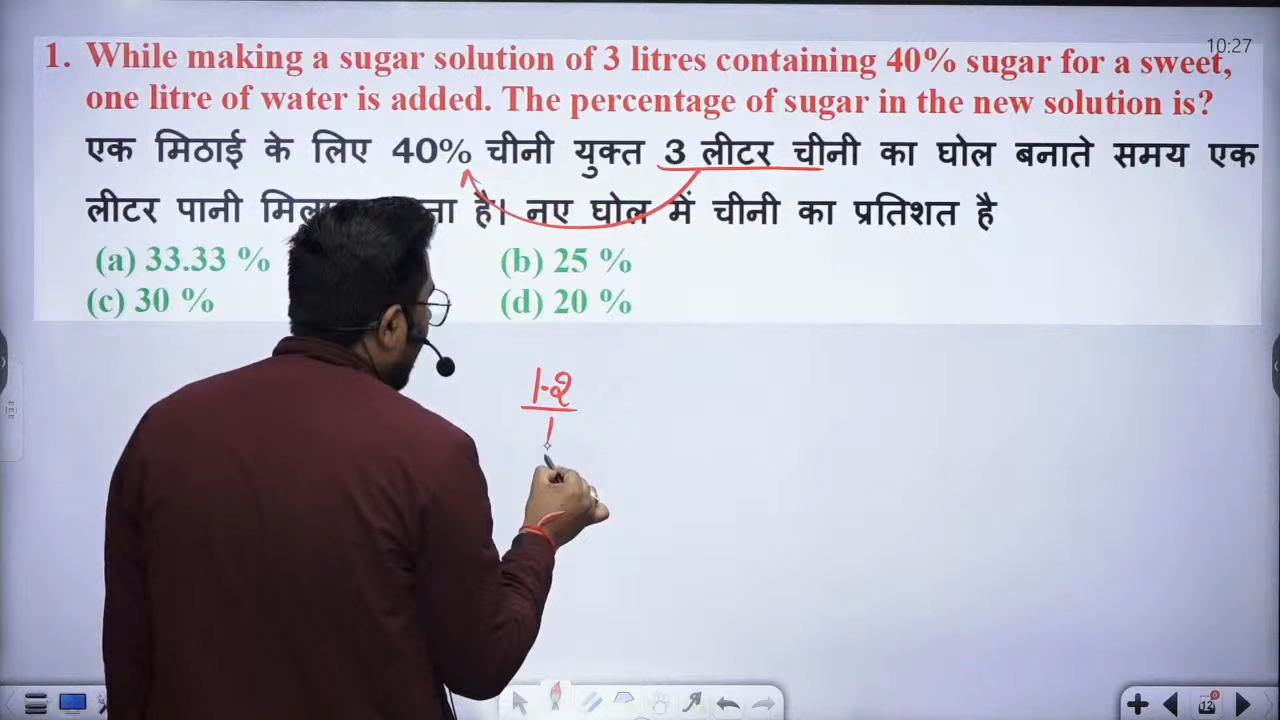 10:27
1. While making a sugar solution of 3 litres containing 40% sugar for a sweet,
one litre of water is added. The percentage of sugar in the new solution is?
एक मिठाई के लिए 40% चीनी युक्त 3 लीटर चीनी का घोल बनाते समय एक
लीटर पानी है। नए घोल में चीनी का प्रतिशत है
(a) 33.33 % (b) 25 %
(c) 30 % (d) 20 %
1.2
1
12